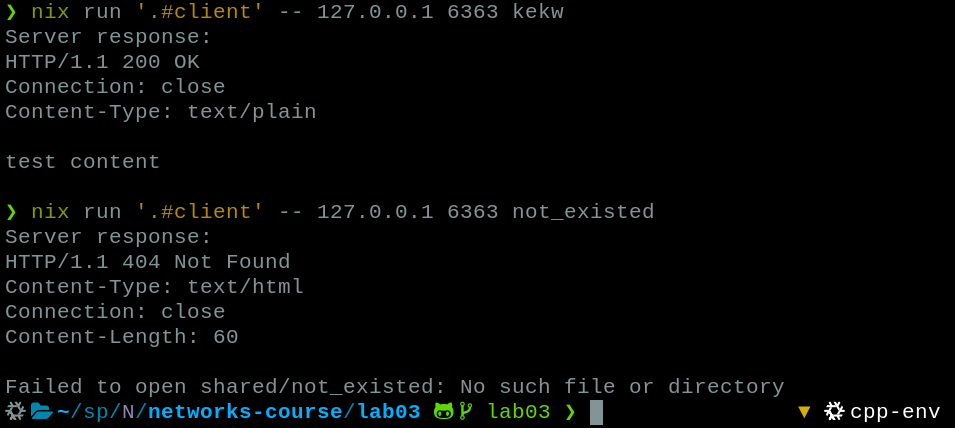 ❯ nix run '.#client' -- 127.0.0.1 6363 kekw
Server response:
HTTP/1.1 200 OK
Connection: close
Content-Type: text/plain

test content

❯ nix run '.#client' -- 127.0.0.1 6363 not_existed
Server response:
HTTP/1.1 404 Not Found
Content-Type: text/html
Connection: close
Content-Length: 60

Failed to open shared/not_existed: No such file or directory
~/sp/N/networks-course/lab03 lab03 ❯ ▼ cpp-env